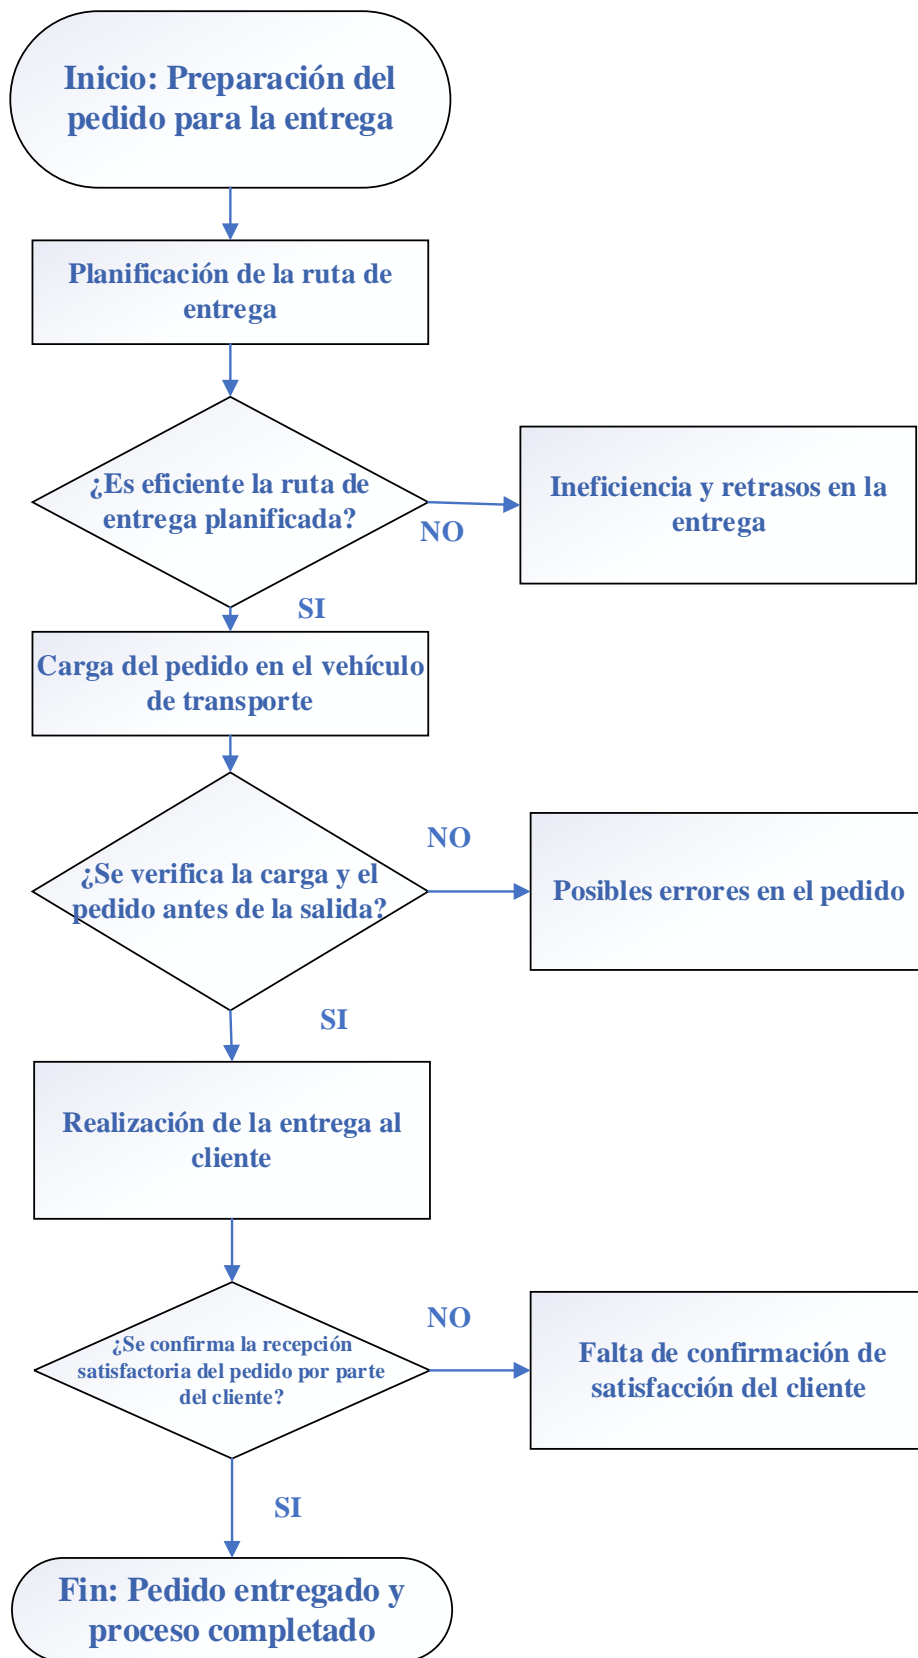 Inicio: Preparación del
pedido para la entrega
Planificación de la ruta de
entrega
¿Es eficiente la ruta de
entrega planificada?
NO
Ineficiencia y retrasos en la
entrega
SI
Carga del pedido en el vehículo
de transporte
¿Se verifica la carga y el
pedido antes de la salida?
NO
Posibles errores en el pedido
SI
Realización de la entrega al
cliente
¿Se confirma la recepción
satisfactoria del pedido por parte
del cliente?
NO
Falta de confirmación de
satisfacción del cliente
SI
Fin: Pedido entregado y
proceso completado